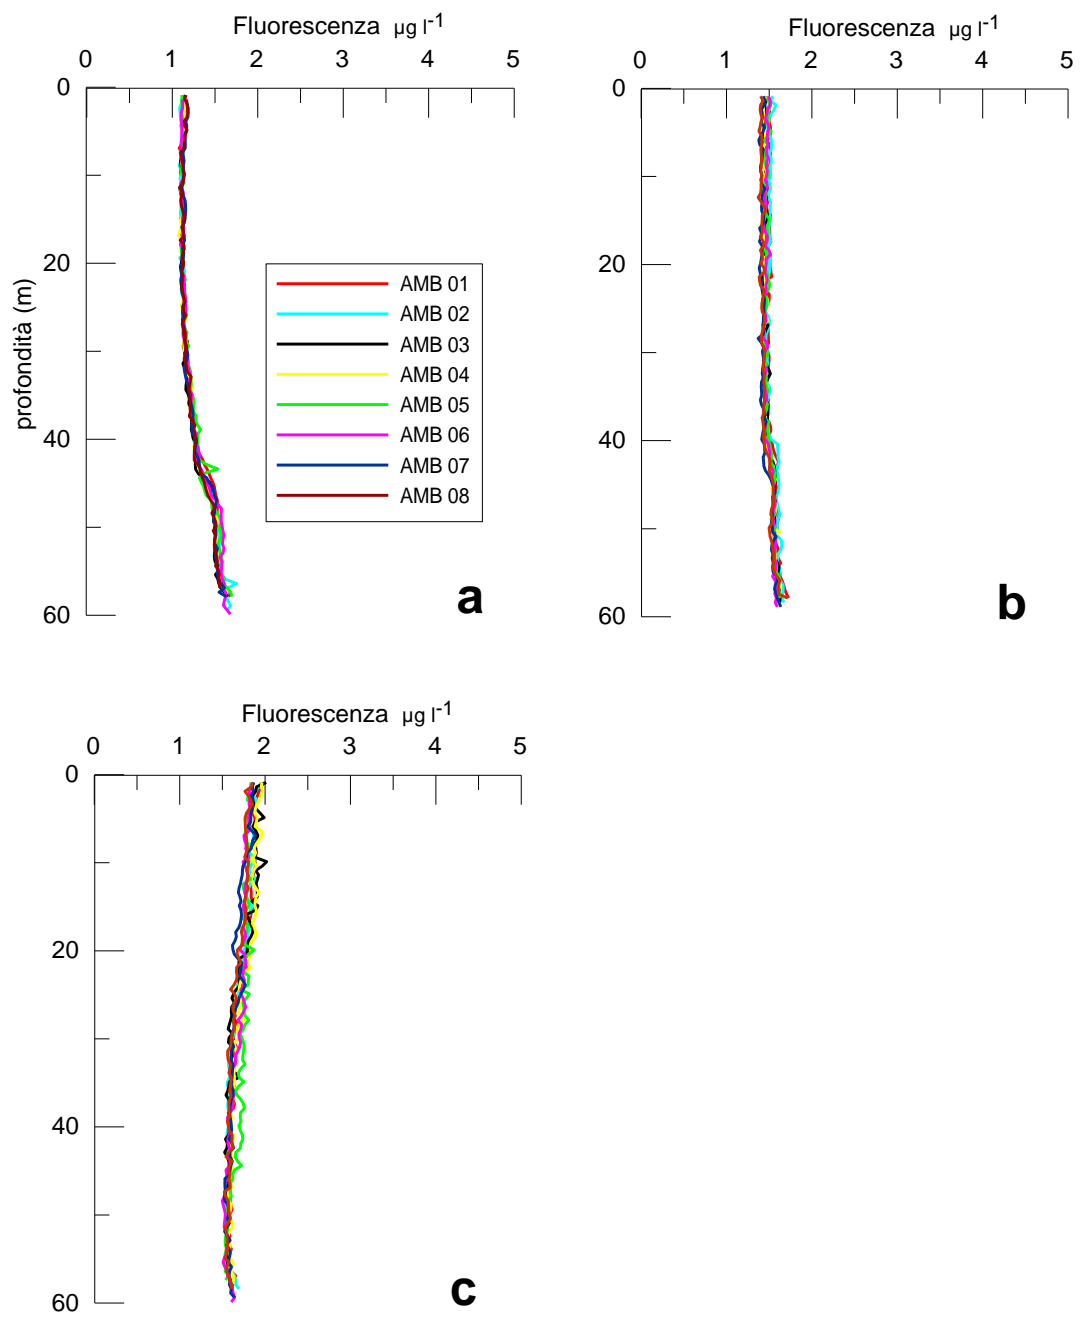 Fluorescenza µg l-1
0 1 2 3 4 5
0
20
40
60
profondità (m)
AMB 01
AMB 02
AMB 03
AMB 04
AMB 05
AMB 06
AMB 07
AMB 08
a
Fluorescenza µg l-1
0 1 2 3 4 5
0
20
40
60
b
Fluorescenza µg l-1
0 1 2 3 4 5
0
20
40
60
c